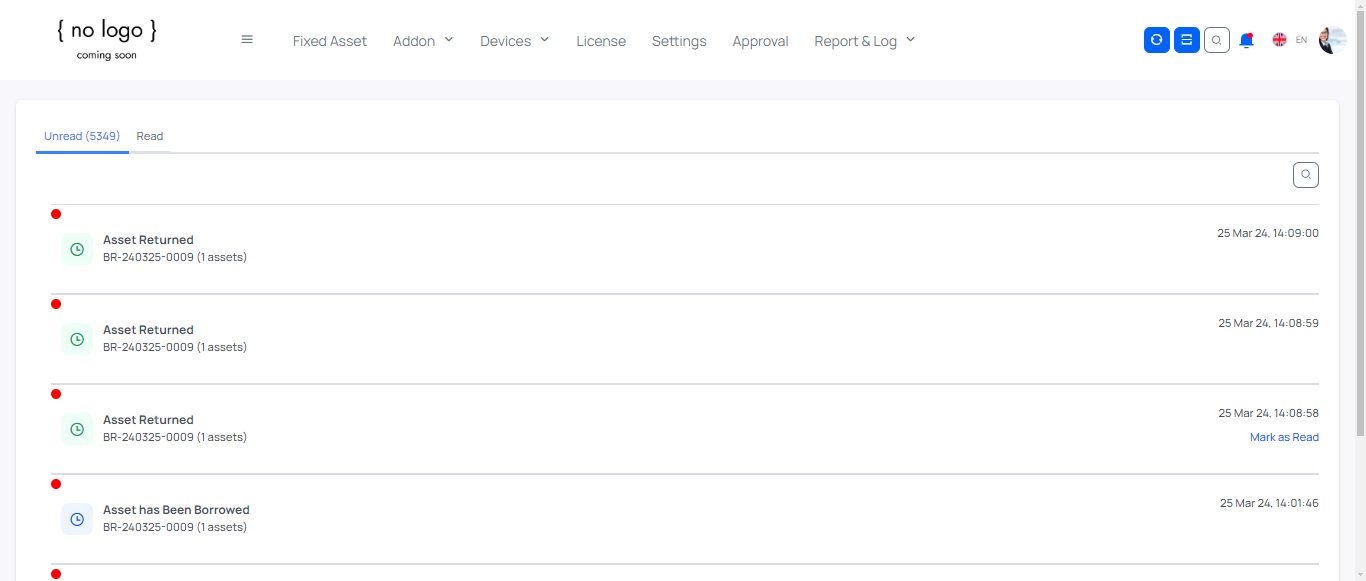 { no logo }
coming soon
Fixed Asset Addon Devices License Settings Approval Report & Log EN
Unread (5349) Read
Asset Returned
BR-240325-0009 (1 assets)
25 Mar 24, 14:09:00
Asset Returned
BR-240325-0009 (1 assets)
25 Mar 24, 14:08:59
Asset Returned
BR-240325-0009 (1 assets)
25 Mar 24, 14:08:58
Mark as Read
Asset has Been Borrowed
BR-240325-0009 (1 assets)
25 Mar 24, 14:01:46